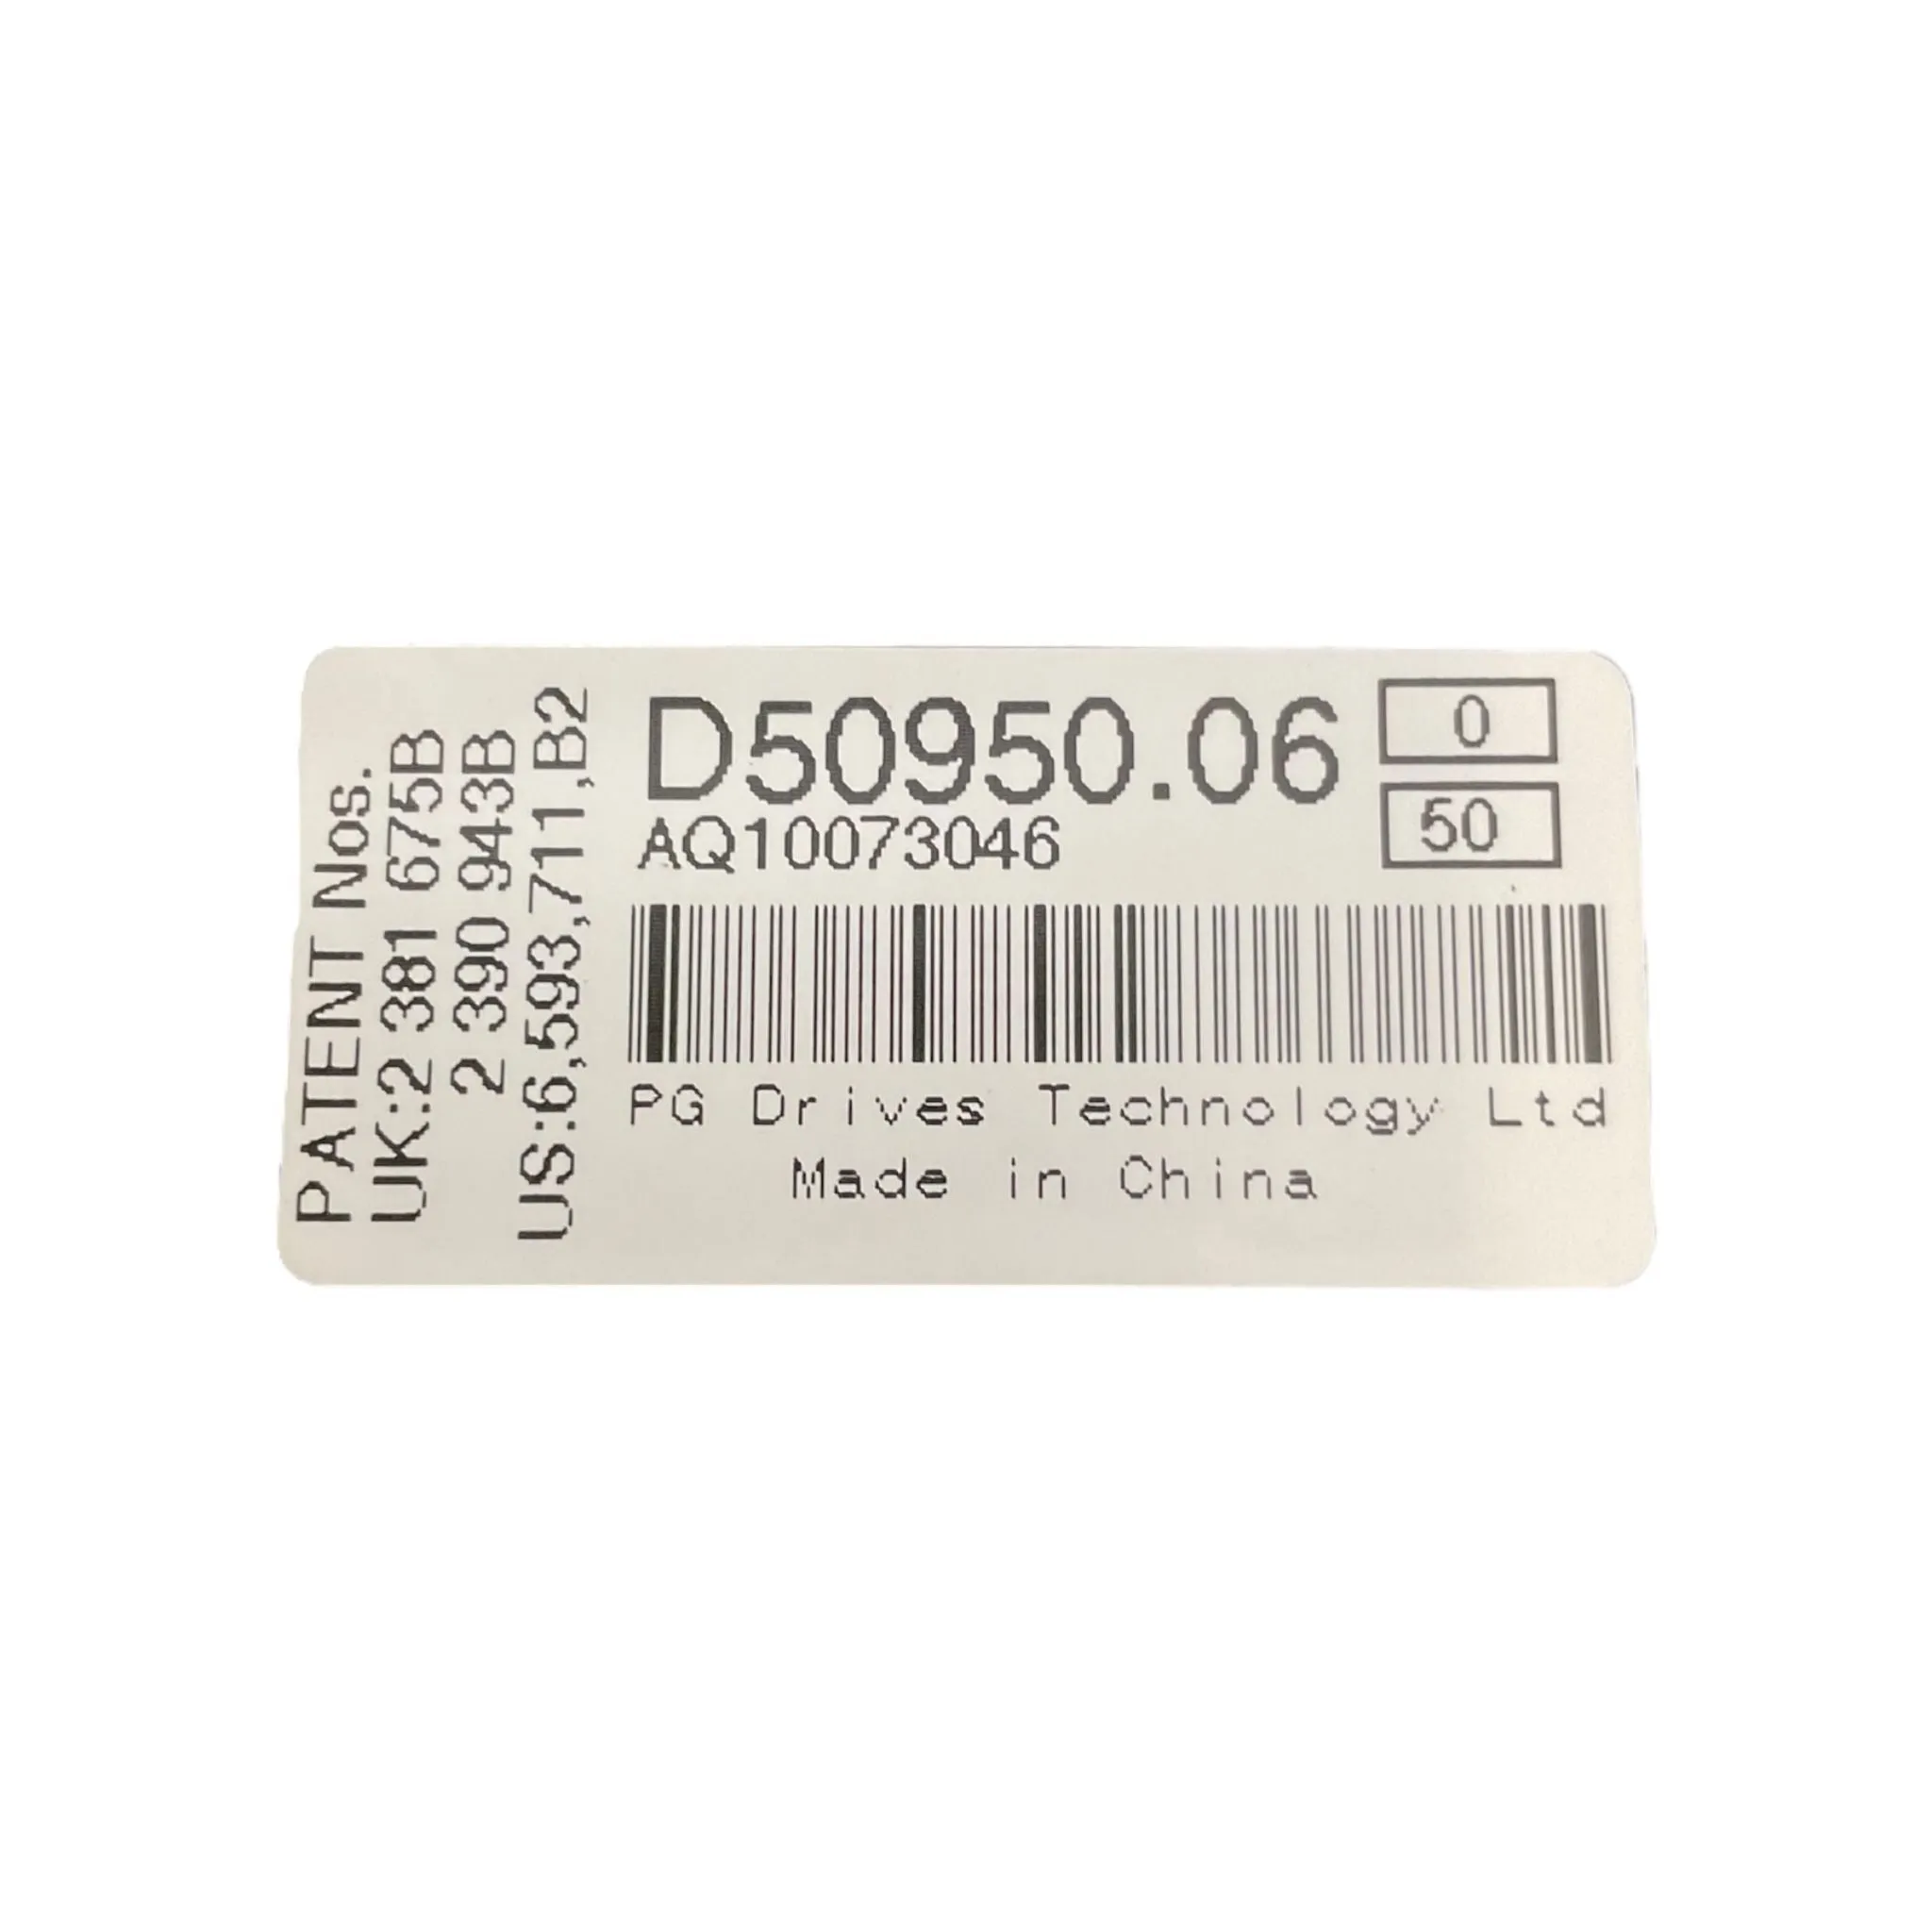 PATENT Nos.
UK:2 381 675B
2 390 943B
US:6,593,711,B2
D50950.06
0
50
AQ10073046
PG Drives Technology Ltd
Made in China